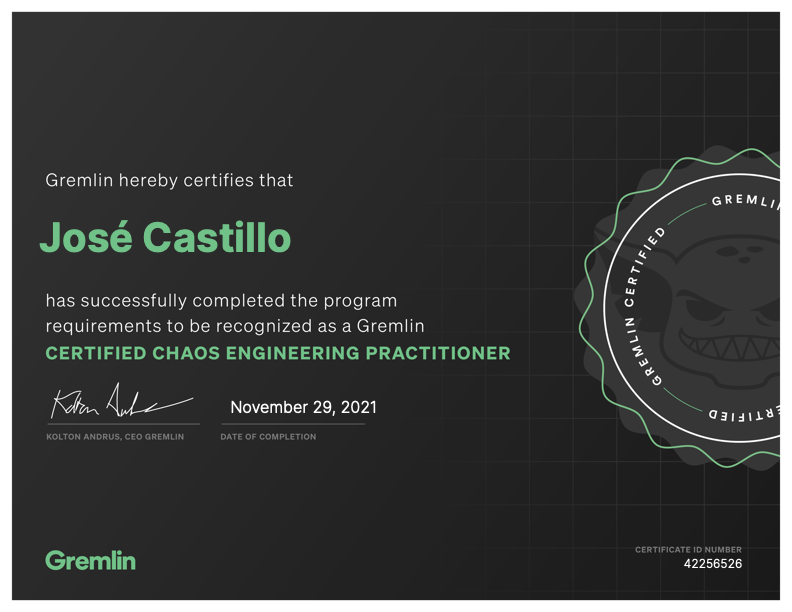 Gremlin hereby certifies that
José Castillo
has successfully completed the program
requirements to be recognized as a Gremlin
CERTIFIED CHAOS ENGINEERING PRACTITIONER
Kolton Andrus
November 29, 2021
KOLTON ANDRUS, CEO GREMLIN
DATE OF COMPLETION
GREMLIN CERTIFIED
GREMLIN
CERTIFIED
Gremlin
CERTIFICATE ID NUMBER
42256526